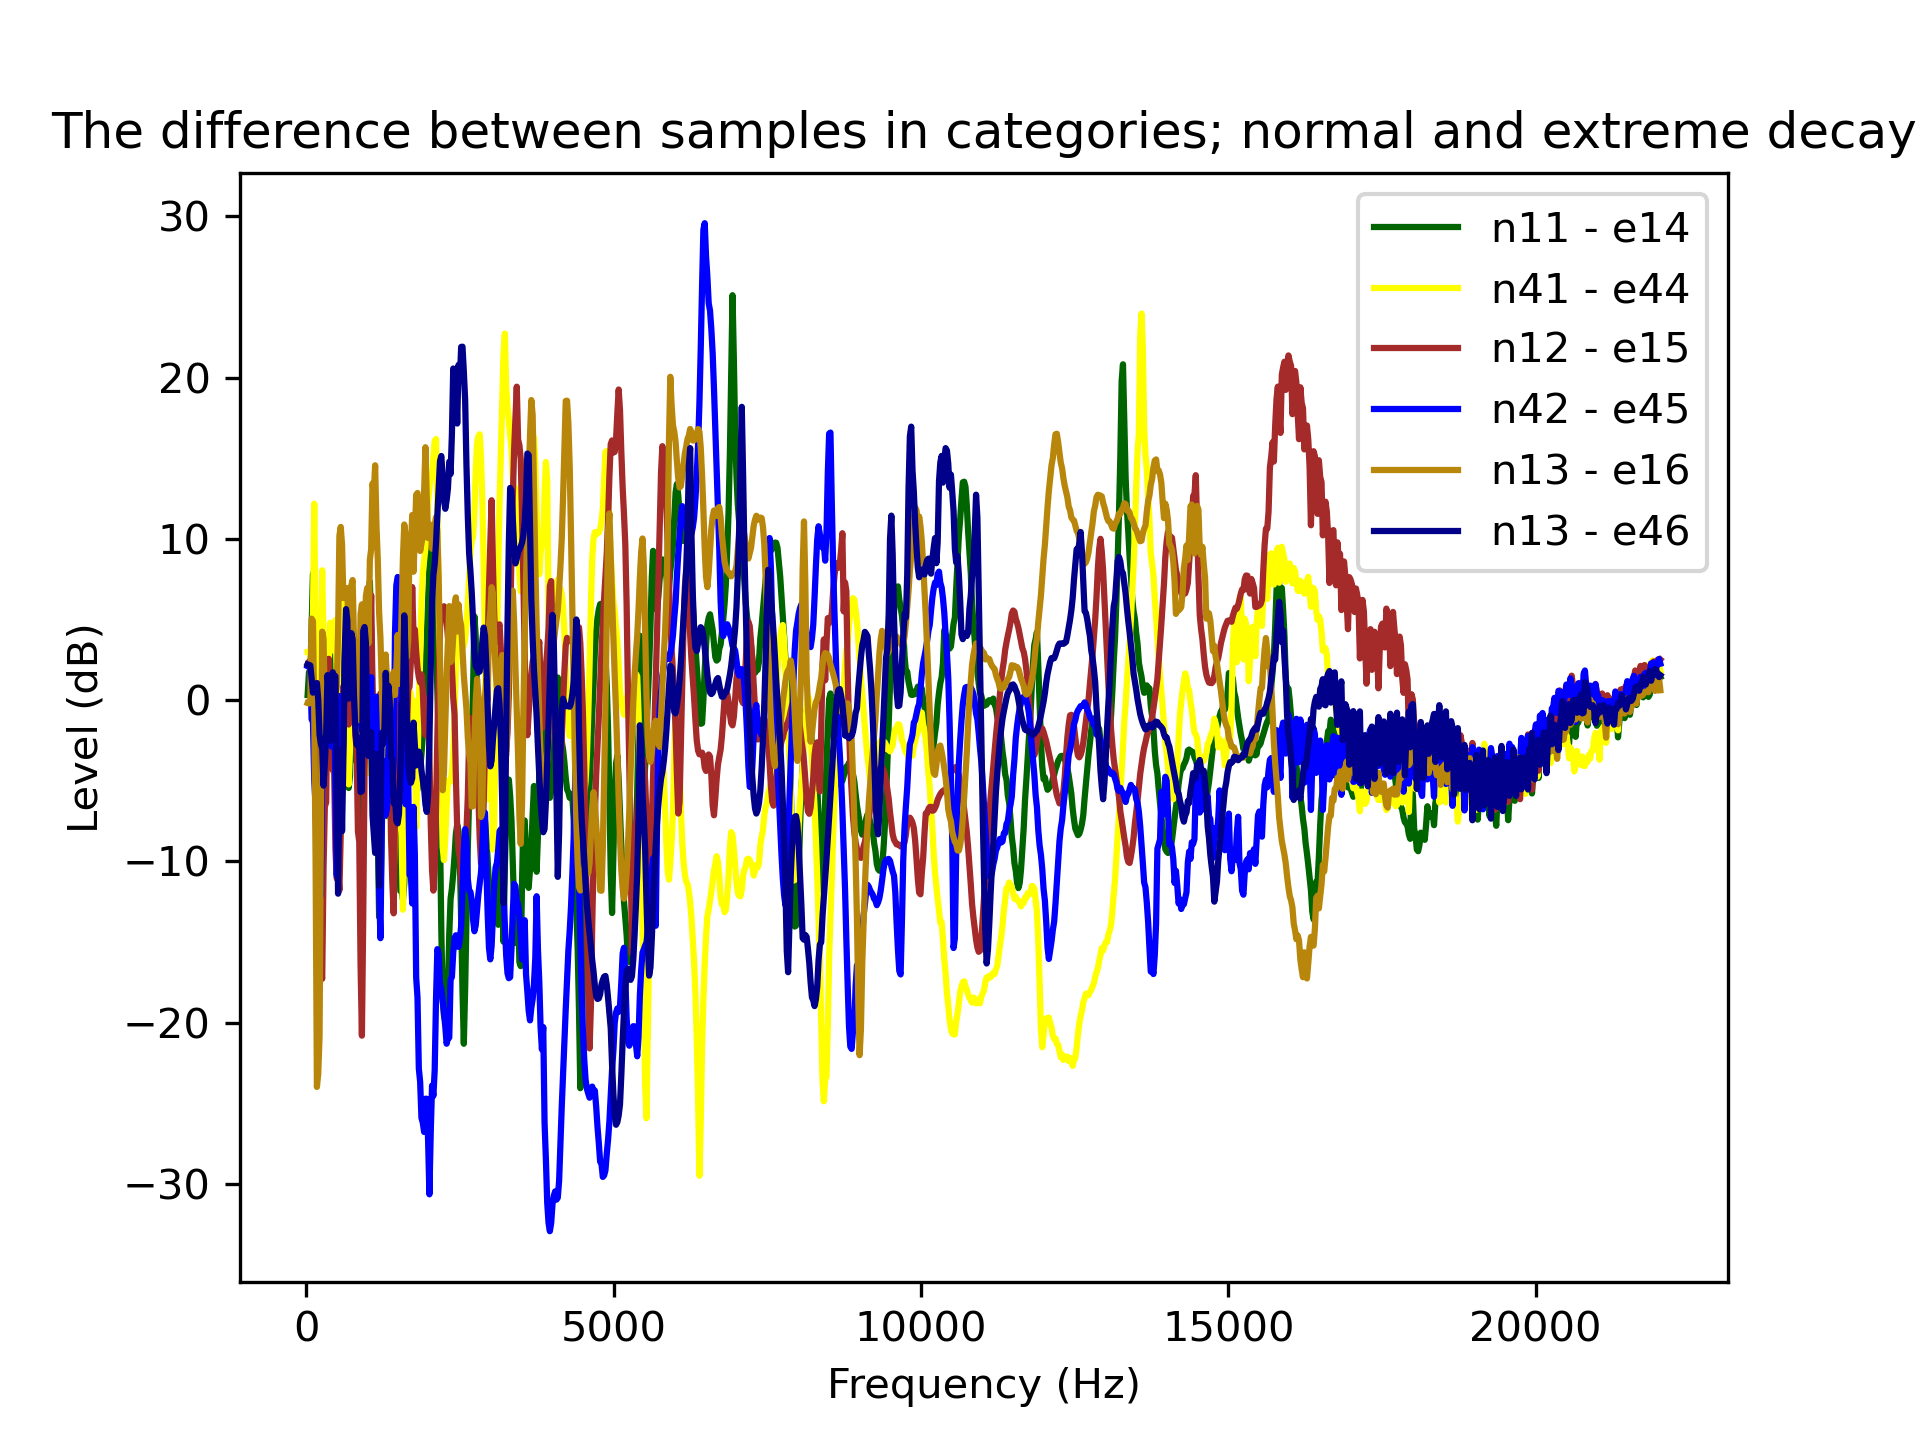 The difference between samples in categories; normal and extreme decay
30
20
10
0
−10
−20
−30
Level (dB)
n11 - e14
n41 - e44
n12 - e15
n42 - e45
n13 - e16
n13 - e46
0 5000 10000 15000 20000
Frequency (Hz)